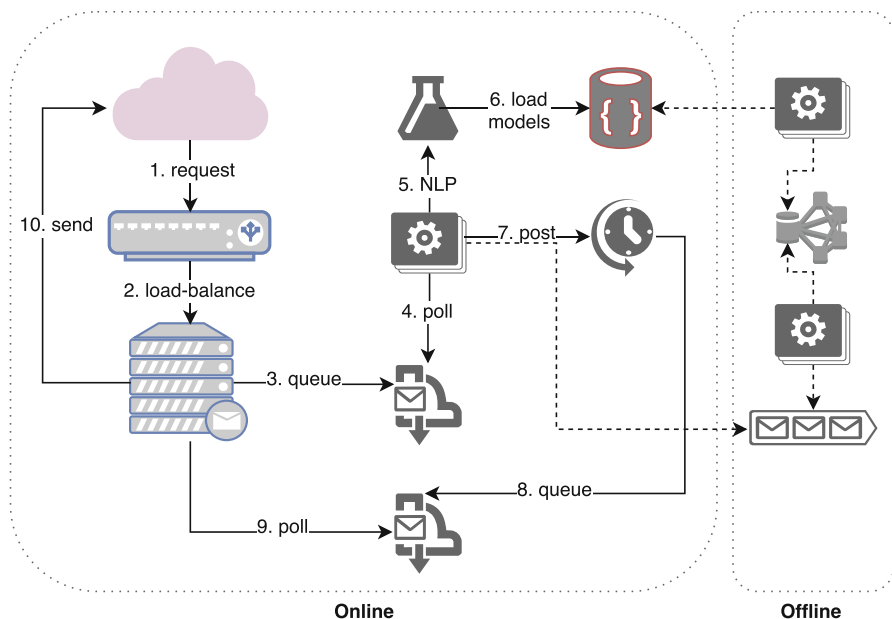 1. request
6. load
models
5. NLP
10. send
7. post
2. load-balance
4. poll
3. queue
8. queue
9. poll
Online
Offline